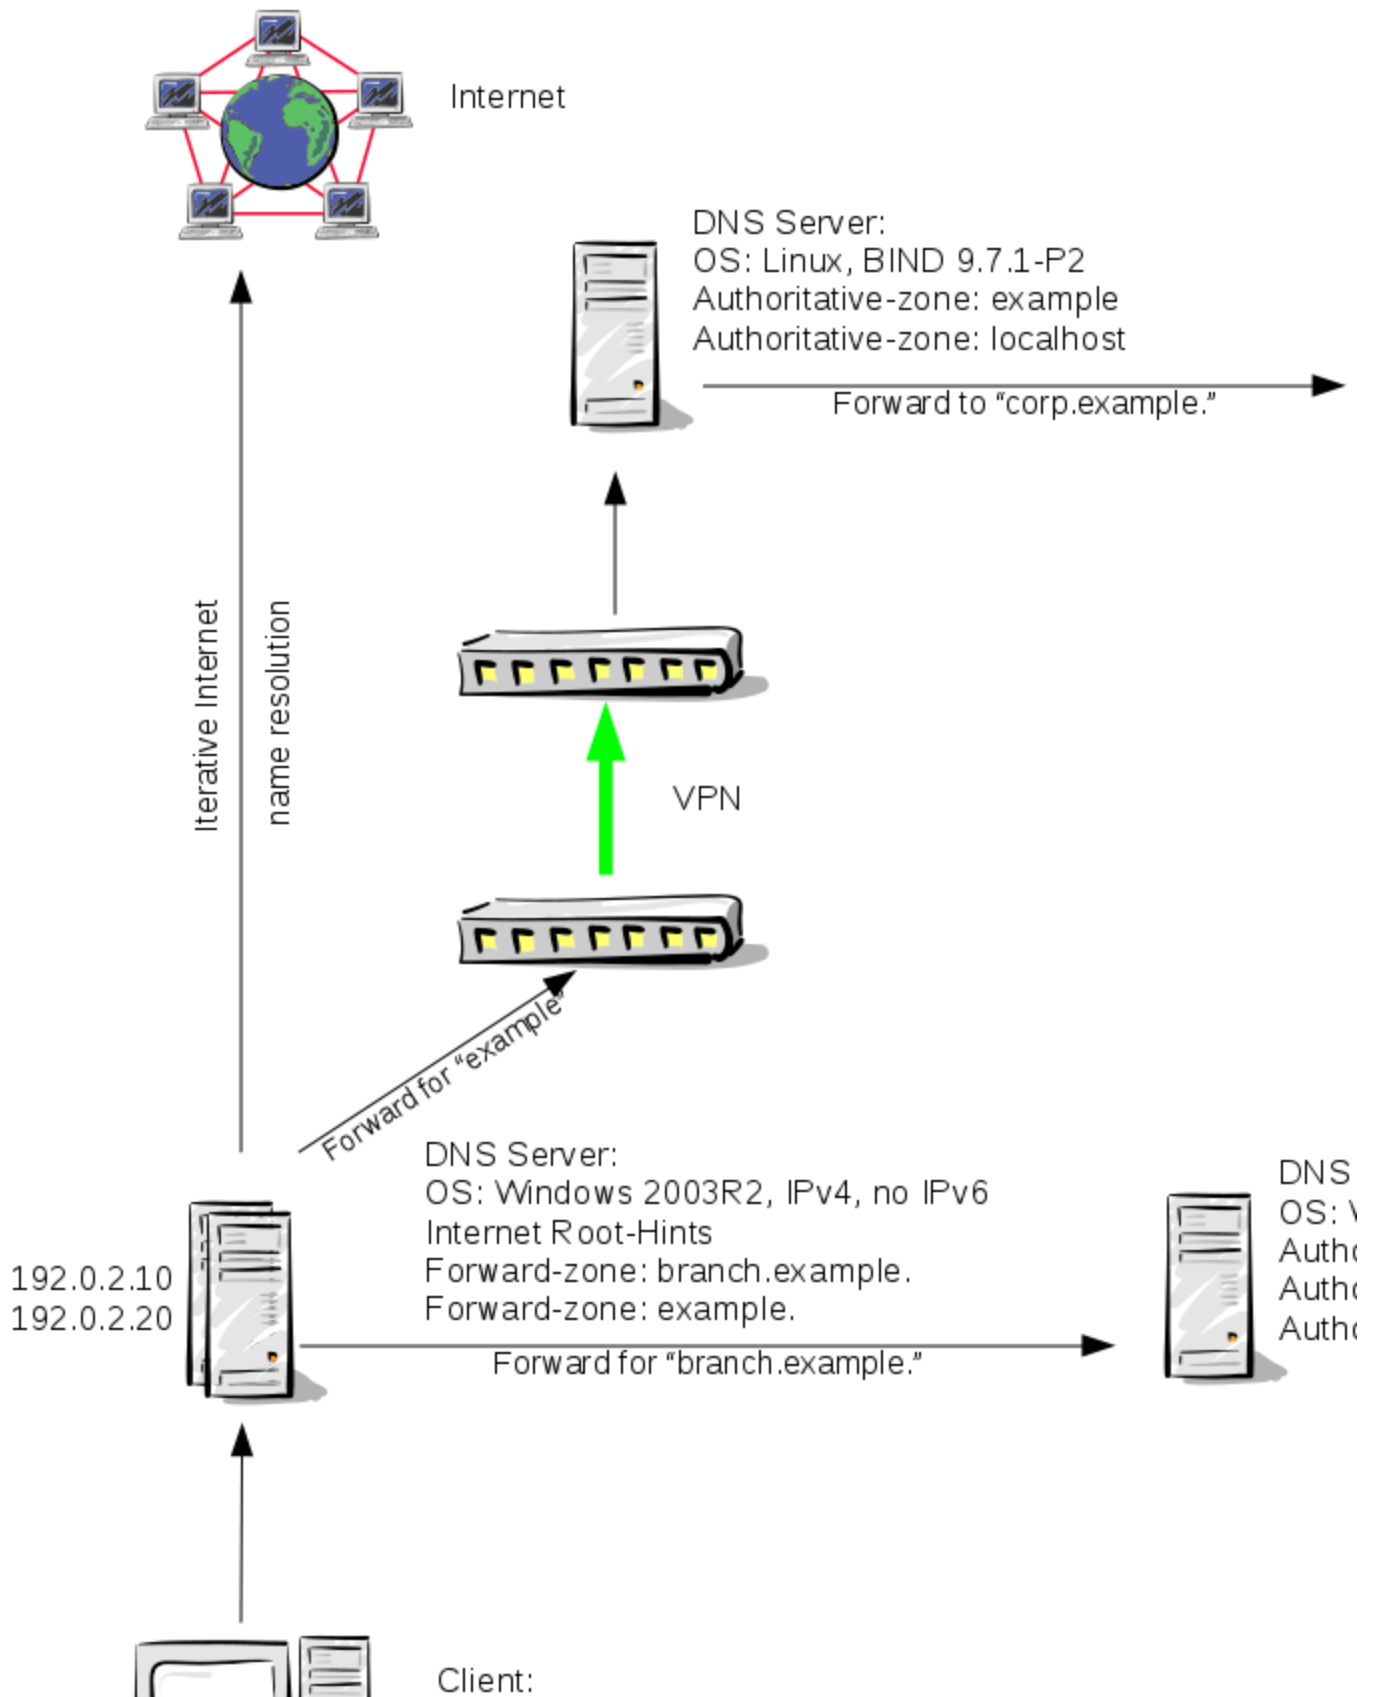 Internet
DNS Server:
OS: Linux, BIND 9.7.1-P2
Authoritative-zone: example
Authoritative-zone: localhost
Forward to “corp.example.”
Iterative Internet
name resolution
VPN
Forward for “example”
DNS Server:
OS: Windows 2003R2, IPv4, no IPv6
Internet Root-Hints
Forward-zone: branch.example.
Forward-zone: example.
192.0.2.10
192.0.2.20
Forward for “branch.example.”
DNS
OS:
Client: